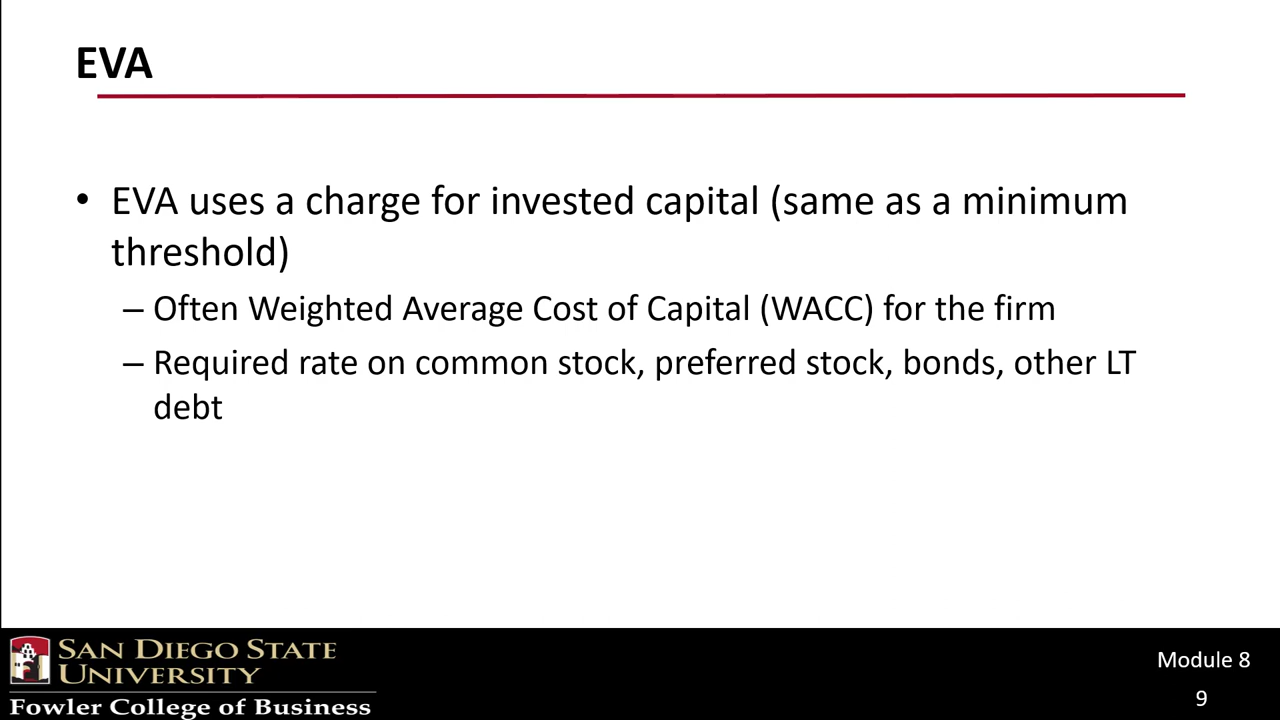 EVA
• EVA uses a charge for invested capital (same as a minimum
threshold)
– Often Weighted Average Cost of Capital (WACC) for the firm
– Required rate on common stock, preferred stock, bonds, other LT
debt
SAN DIEGO STATE
UNIVERSITY
Fowler College of Business
Module 8
9